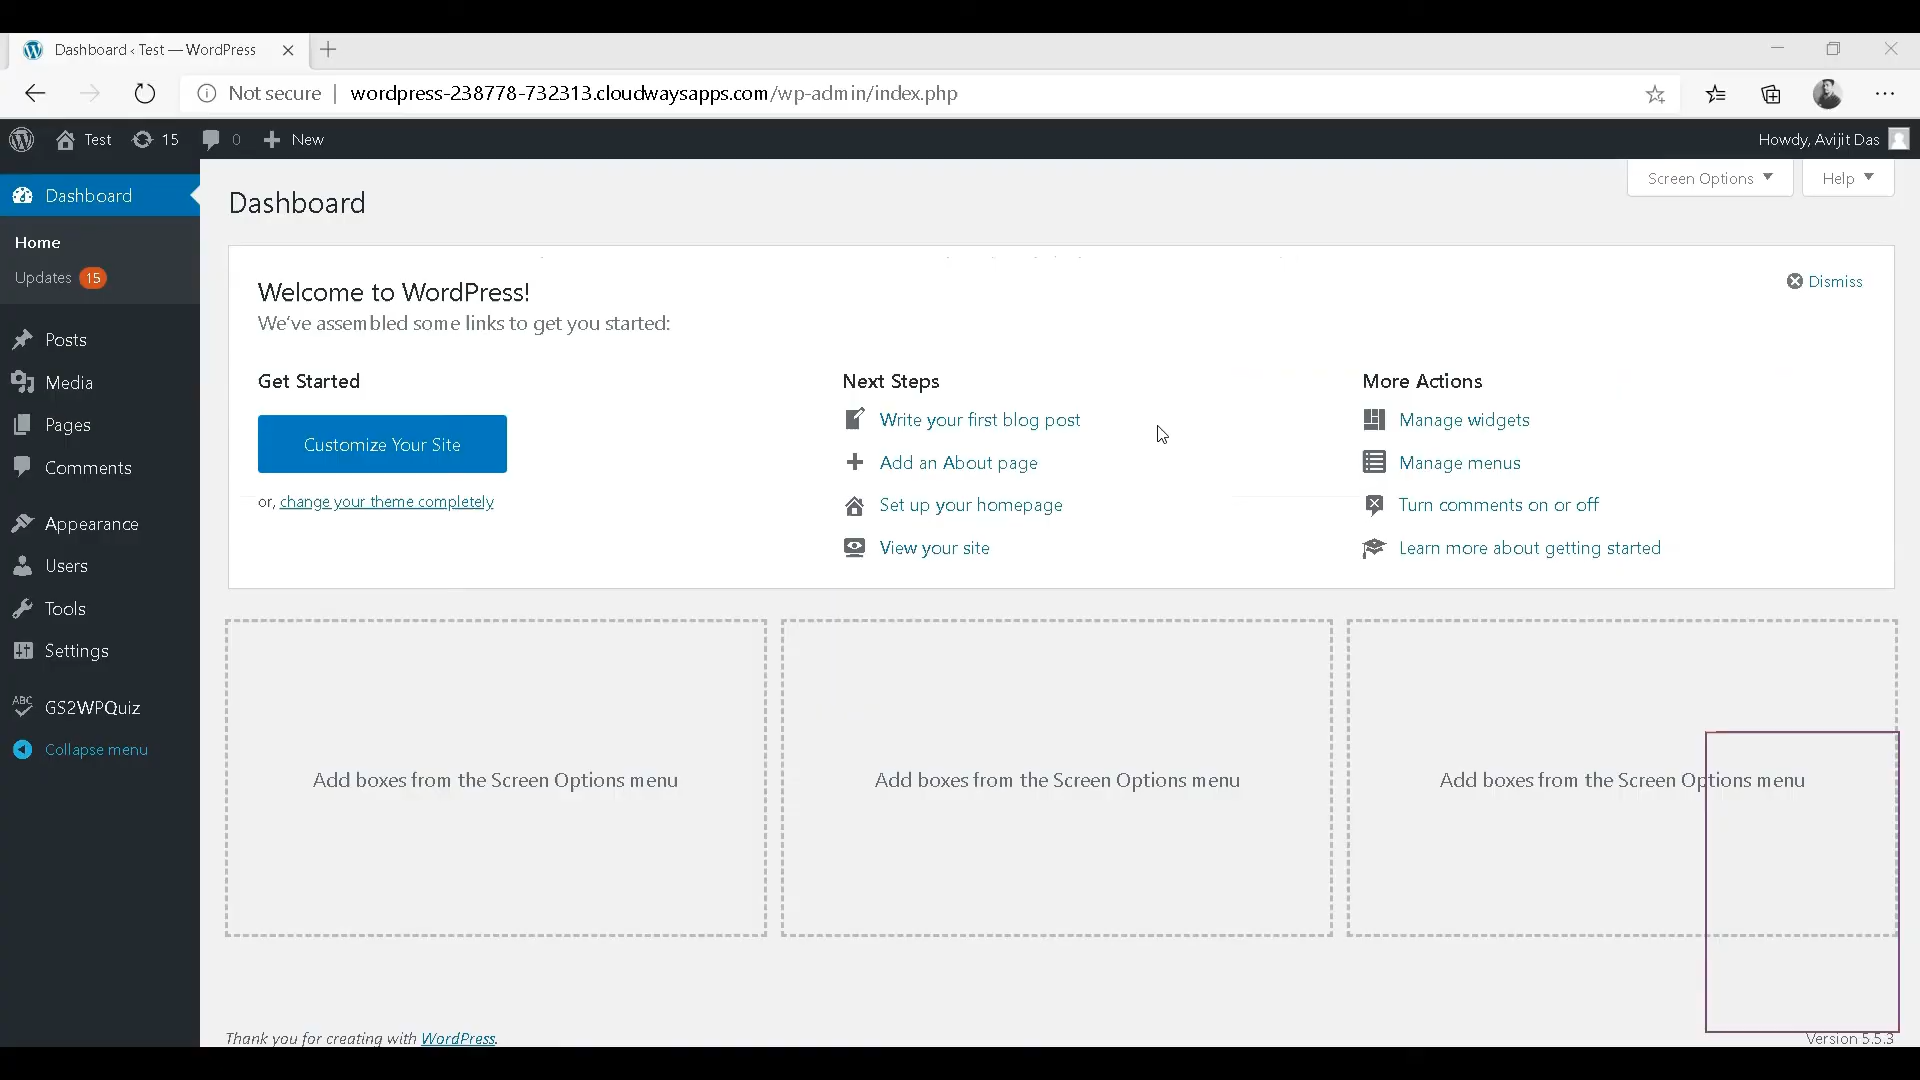 Dashboard ‹ Test — WordPress
Not secure | wordpress-238778-732313.cloudwaysapps.com/wp-admin/index.php
Test 15 0 New Howdy, Avijit Das
Dashboard
Home
Updates 15
Posts
Media
Pages
Comments
Appearance
Users
Tools
Settings
ABC GS2WPQuiz
Collapse menu
Screen Options Help
Dashboard
Dismiss
Welcome to WordPress!
We've assembled some links to get you started:
Get Started
Customize Your Site
or, change your theme completely
Next Steps
Write your first blog post
Add an About page
Set up your homepage
View your site
More Actions
Manage widgets
Manage menus
Turn comments on or off
Learn more about getting started
Add boxes from the Screen Options menu
Add boxes from the Screen Options menu
Add boxes from the Screen Options menu
Thank you for creating with WordPress.
Version 5.5.3